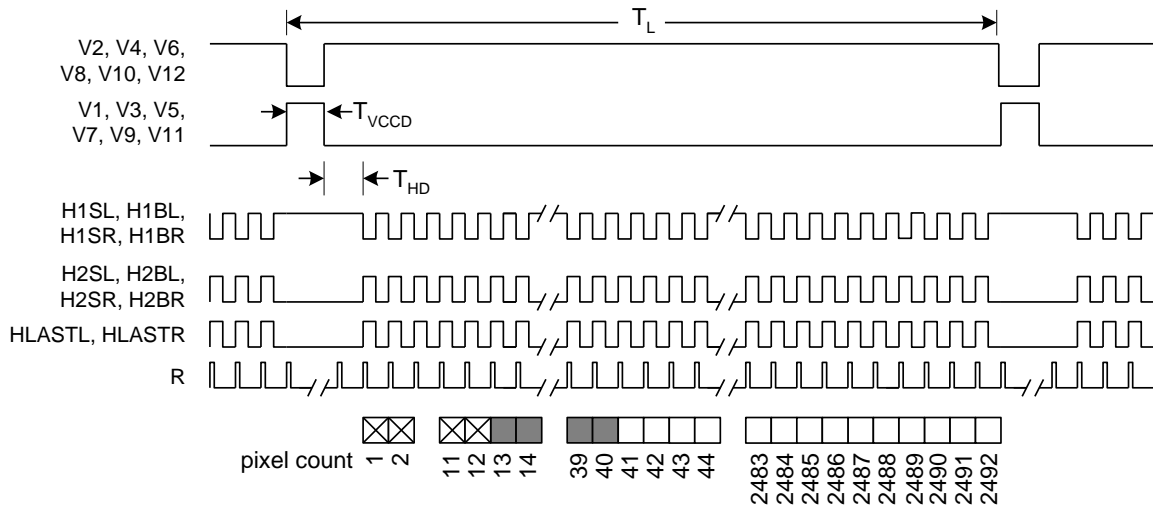 T_L
V2, V4, V6,
V8, V10, V12
V1, V3, V5,
V7, V9, V11
T_VCCD
T_HD
H1SL, H1BL,
H1SR, H1BR
H2SL, H2BL,
H2SR, H2BR
HLASTL, HLASTR
R
pixel count
1
2
11
12
13
14
39
40
41
42
43
44
2483
2484
2485
2486
2487
2488
2489
2490
2491
2492